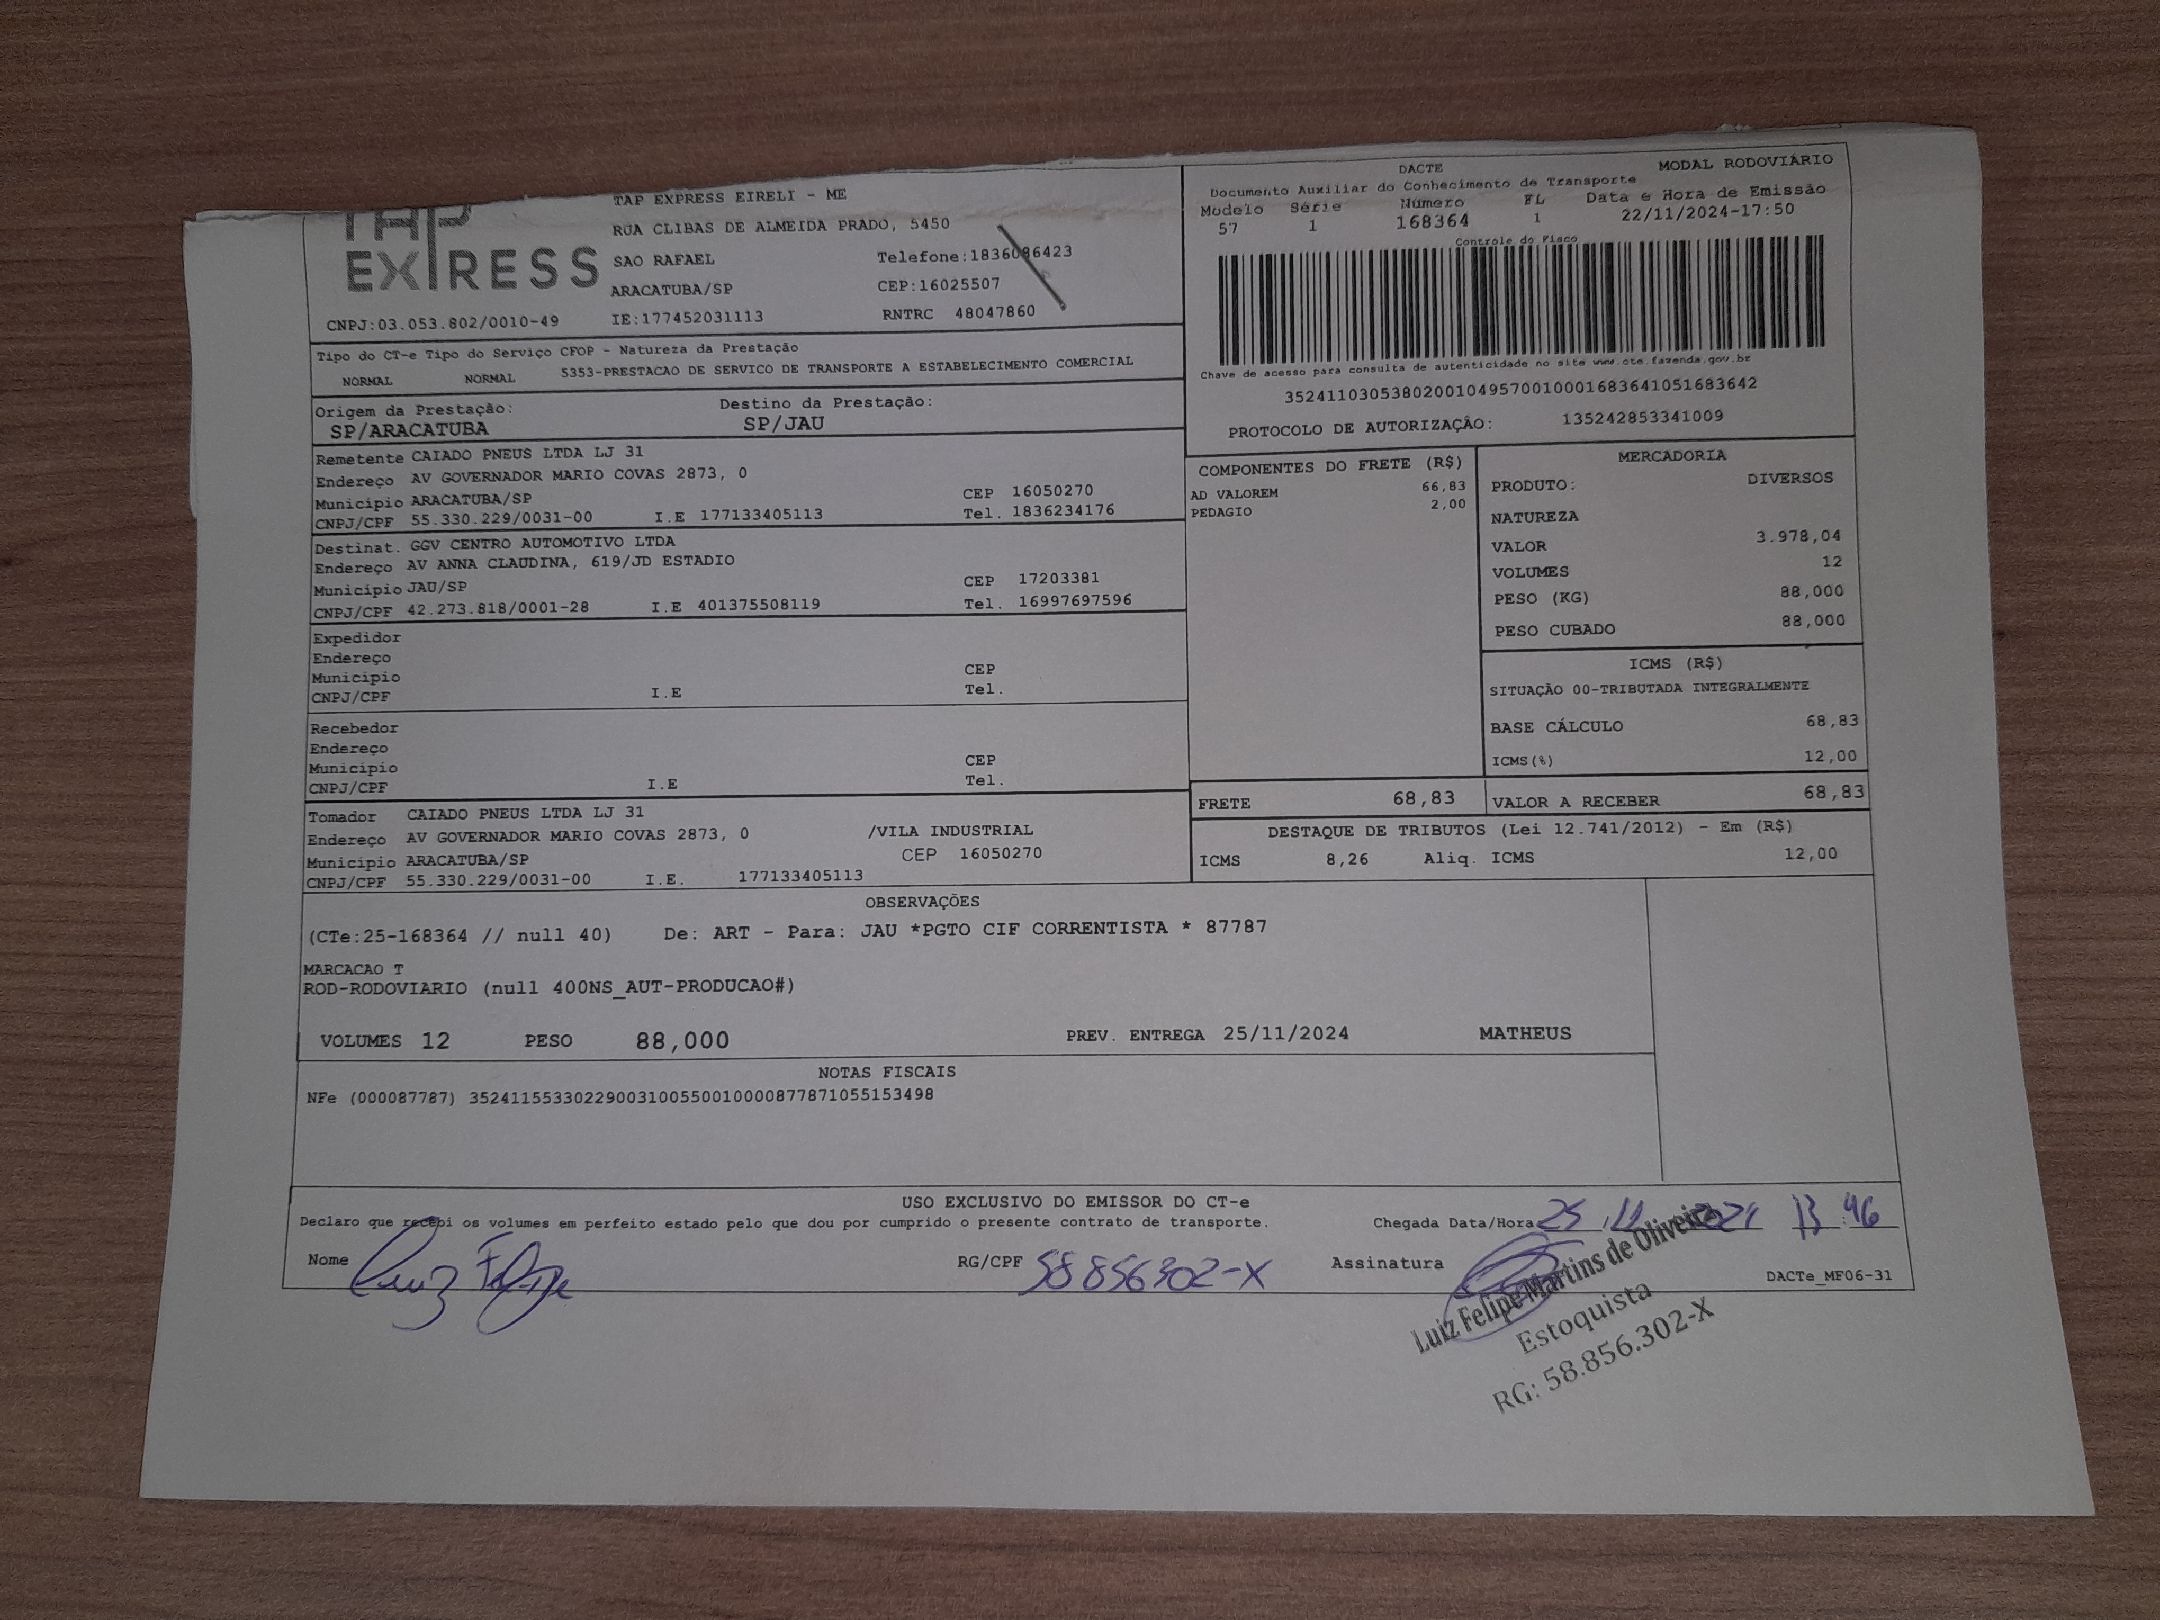 TAP
EXPRESS
TAP EXPRESS EIRELI - ME
RUA CLIBAS DE ALMEIDA PRADO, 5450
SAO RAFAEL Telefone:1836086423
ARACATUBA/SP CEP:16025507
CNPJ:03.053.802/0010-49 IE:177452031113 RNTRC 48047860
DACTE MODAL RODOVIÁRIO
Documento Auxiliar do Conhecimento de Transporte
Modelo Série Número FL Data e Hora de Emissão
57 1 168364 1 22/11/2024-17:50
Controle do Fisco
Chave de acesso para consulta de autenticidade no site www.cte.fazenda.gov.br
35241103053802001049570010001683641051683642
PROTOCOLO DE AUTORIZAÇÃO: 135242853341009
Tipo do CT-e Tipo do Serviço CFOP - Natureza da Prestação
NORMAL NORMAL 5353-PRESTACAO DE SERVICO DE TRANSPORTE A ESTABELECIMENTO COMERCIAL
Origem da Prestação: Destino da Prestação:
SP/ARACATUBA SP/JAU
Remetente CAIADO PNEUS LTDA LJ 31
Endereço AV GOVERNADOR MARIO COVAS 2873, 0
Município ARACATUBA/SP CEP 16050270
CNPJ/CPF 55.330.229/0031-00 I.E 177133405113 Tel. 1836234176
Destinat. GGV CENTRO AUTOMOTIVO LTDA
Endereço AV ANNA CLAUDINA, 619/JD ESTADIO
Município JAU/SP CEP 17203381
CNPJ/CPF 42.273.818/0001-28 I.E 401375508119 Tel. 16997697596
Expedidor
Endereço
Município CEP
CNPJ/CPF I.E Tel.
Recebedor
Endereço
Município CEP
CNPJ/CPF I.E Tel.
Tomador CAIADO PNEUS LTDA LJ 31
Endereço AV GOVERNADOR MARIO COVAS 2873, 0 /VILA INDUSTRIAL
Município ARACATUBA/SP CEP 16050270
CNPJ/CPF 55.330.229/0031-00 I.E. 177133405113
COMPONENTES DO FRETE (R$)
AD VALOREM 66,83
PEDAGIO 2,00
MERCADORIA
PRODUTO: DIVERSOS
NATUREZA
VALOR 3.978,04
VOLUMES 12
PESO (KG) 88,000
PESO CUBADO 88,000
ICMS (R$)
SITUAÇÃO 00-TRIBUTADA INTEGRALMENTE
BASE CÁLCULO 68,83
ICMS(%) 12,00
FRETE 68,83 VALOR A RECEBER 68,83
DESTAQUE DE TRIBUTOS (Lei 12.741/2012) - Em (R$)
ICMS 8,26 Aliq. ICMS 12,00
OBSERVAÇÕES
(CTe:25-168364 // null 40) De: ART - Para: JAU *PGTO CIF CORRENTISTA * 87787
MARCACAO T
ROD-RODOVIARIO (null 400NS_AUT-PRODUCAO#)
VOLUMES 12 PESO 88,000 PREV. ENTREGA 25/11/2024 MATHEUS
NOTAS FISCAIS
NFe (000087787) 35241155330229003100550010000877871055153498
USO EXCLUSIVO DO EMISSOR DO CT-e
Declaro que recebi os volumes em perfeito estado pelo que dou por cumprido o presente contrato de transporte. Chegada Data/Hora 25 11 2024 13 46
Nome Luiz Felipe RG/CPF 58856302-X Assinatura
DACTe_MF06-31
Luiz Felipe Martins de Oliveira
Estoquista
RG: 58.856.302-X